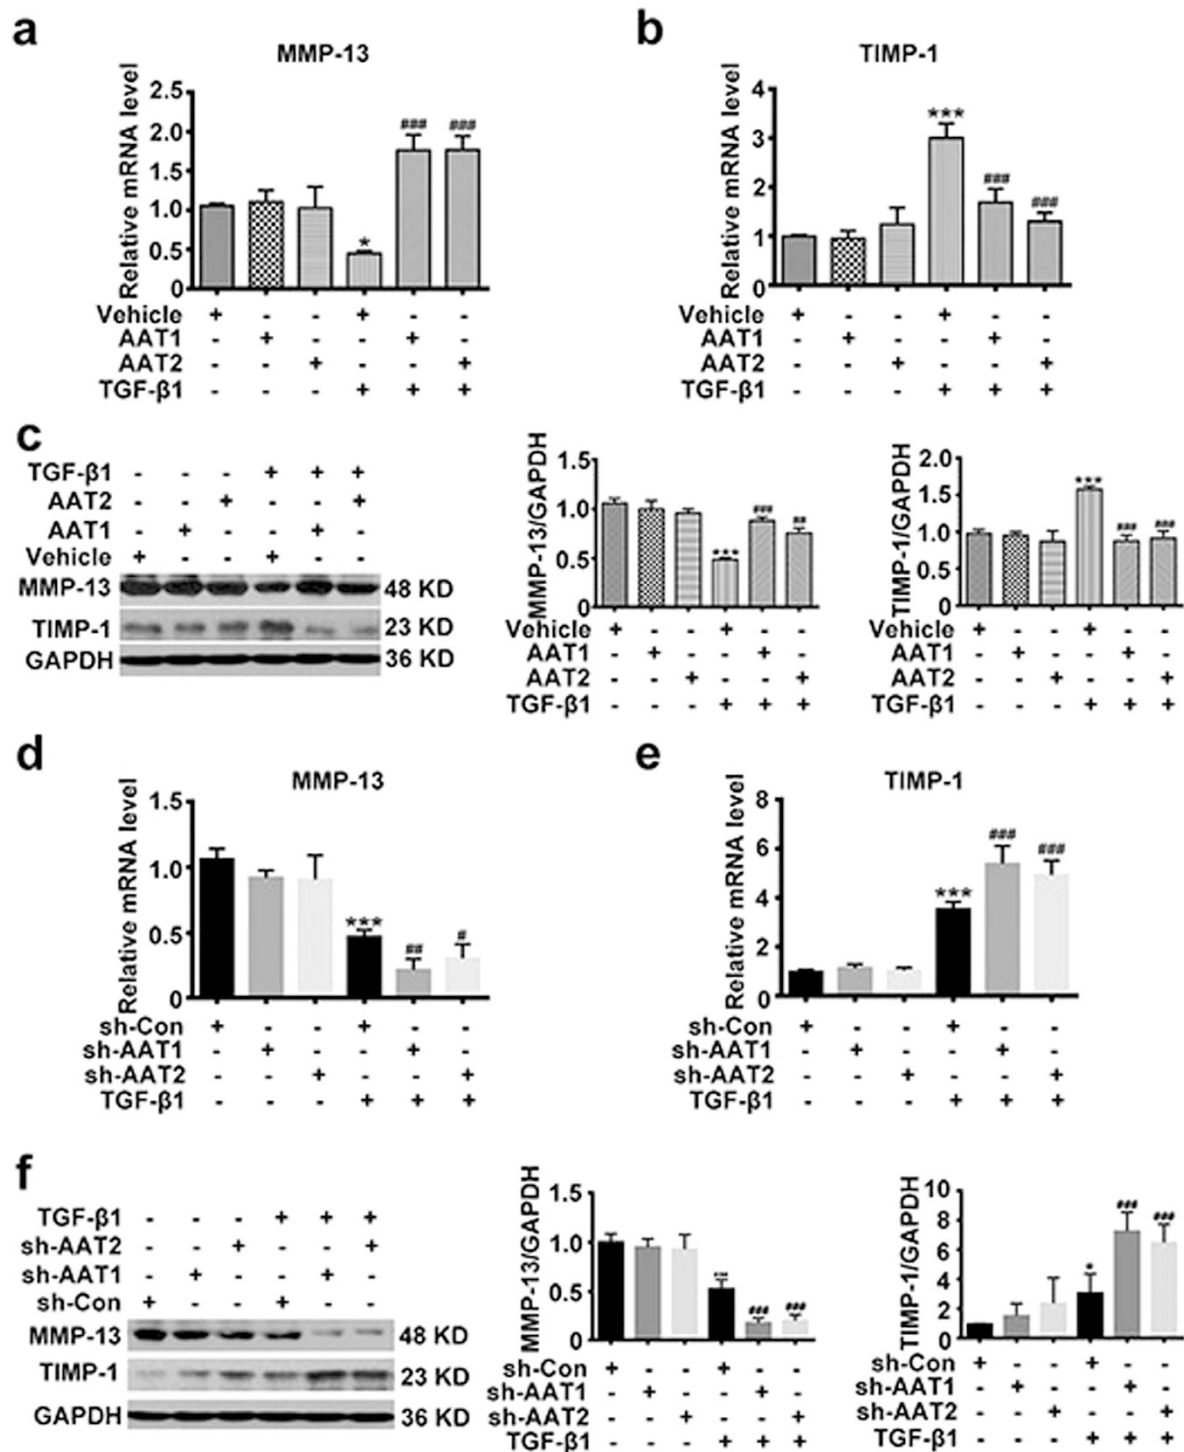 a
MMP-13
Relative mRNA level
2.5
2.0
1.5
1.0
0.5
0
*
###
###
Vehicle + - - + - -
AAT1 - + - - + -
AAT2 - - + - - +
TGF-β1 - - - + + +
b
TIMP-1
Relative mRNA level
4
3
2
1
0
***
###
###
Vehicle + - - + - -
AAT1 - + - - + -
AAT2 - - + - - +
TGF-β1 - - - + + +
c
TGF-β1 - - - + + +
AAT2 - - + - - +
AAT1 - + - - + -
Vehicle + - - + - -
MMP-13 48 KD
TIMP-1 23 KD
GAPDH 36 KD
MMP-13/GAPDH
1.5
1.0
0.5
0
***
###
##
Vehicle + - - + - -
AAT1 - + - - + -
AAT2 - - + - - +
TGF-β1 - - - + + +
TIMP-1/GAPDH
2.0
1.5
1.0
0.5
0
***
###
###
Vehicle + - - + - -
AAT1 - + - - + -
AAT2 - - + - - +
TGF-β1 - - - + + +
d
MMP-13
Relative mRNA level
1.5
1.0
0.5
0
***
##
#
sh-Con + - - + - -
sh-AAT1 - + - - + -
sh-AAT2 - - + - - +
TGF-β1 - - - + + +
e
TIMP-1
Relative mRNA level
8
6
4
2
0
***
###
###
sh-Con + - - + - -
sh-AAT1 - + - - + -
sh-AAT2 - - + - - +
TGF-β1 - - - + + +
f
TGF-β1 - - - + + +
sh-AAT2 - - + - - +
sh-AAT1 - + - - + -
sh-Con + - - + - -
MMP-13 48 KD
TIMP-1 23 KD
GAPDH 36 KD
MMP-13/GAPDH
1.5
1.0
0.5
0
***
###
###
sh-Con + - - + - -
sh-AAT1 - + - - + -
sh-AAT2 - - + - - +
TGF-β1 - - - + + +
TIMP-1/GAPDH
10
8
6
4
2
0
*
###
###
sh-Con + - - + - -
sh-AAT1 - + - - + -
sh-AAT2 - - + - - +
TGF-β1 - - - + + +